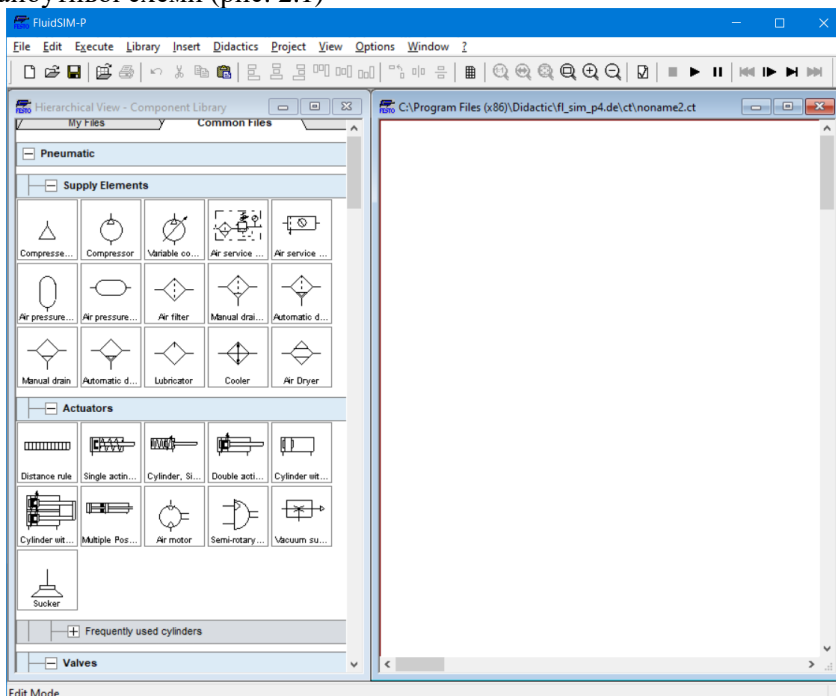 схеми (рис. 2.1)
FluidSIM-P
File Edit Execute Library Insert Didactics Project View Options Window ?
Hierarchical View - Component Library
C:\Program Files (x86)\Didactic\fl_sim_p4.de\ct\noname2.ct
My Files Common Files
Pneumatic
Supply Elements
Compresse... Compressor Variable co... Air service ... Air service ...
Air pressure... Air pressure... Air filter Manual drai... Automatic d...
Manual drain Automatic d... Lubricator Cooler Air Dryer
Actuators
Distance rule Single actin... Cylinder, Si... Double acti... Cylinder wit...
Cylinder wit... Multiple Pos... Air motor Semi-rotary... Vacuum su...
Sucker
Frequently used cylinders
Valves
Edit Mode